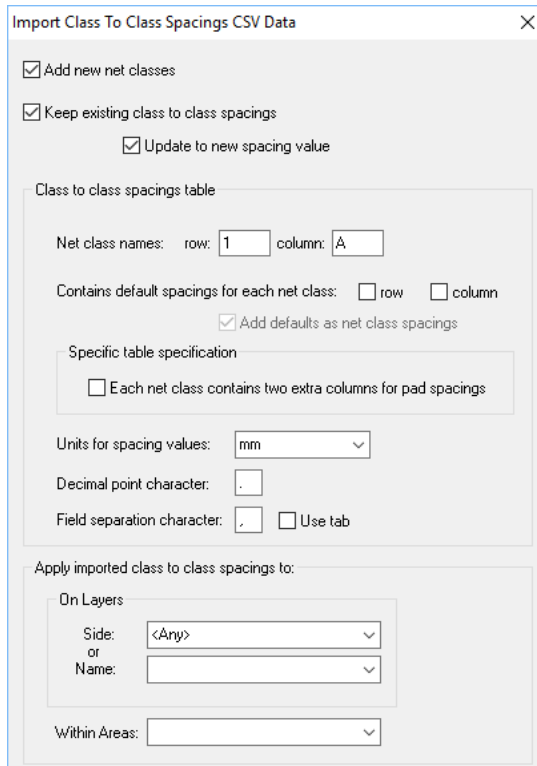 Import Class To Class Spacings CSV Data
Add new net classes
Keep existing class to class spacings
Update to new spacing value
Class to class spacings table
Net class names: row: 1 column: A
Contains default spacings for each net class: row column
Add defaults as net class spacings
Specific table specification
Each net class contains two extra columns for pad spacings
Units for spacing values: mm
Decimal point character: .
Field separation character: , Use tab
Apply imported class to class spacings to:
On Layers
Side: <Any>
or
Name:
Within Areas: